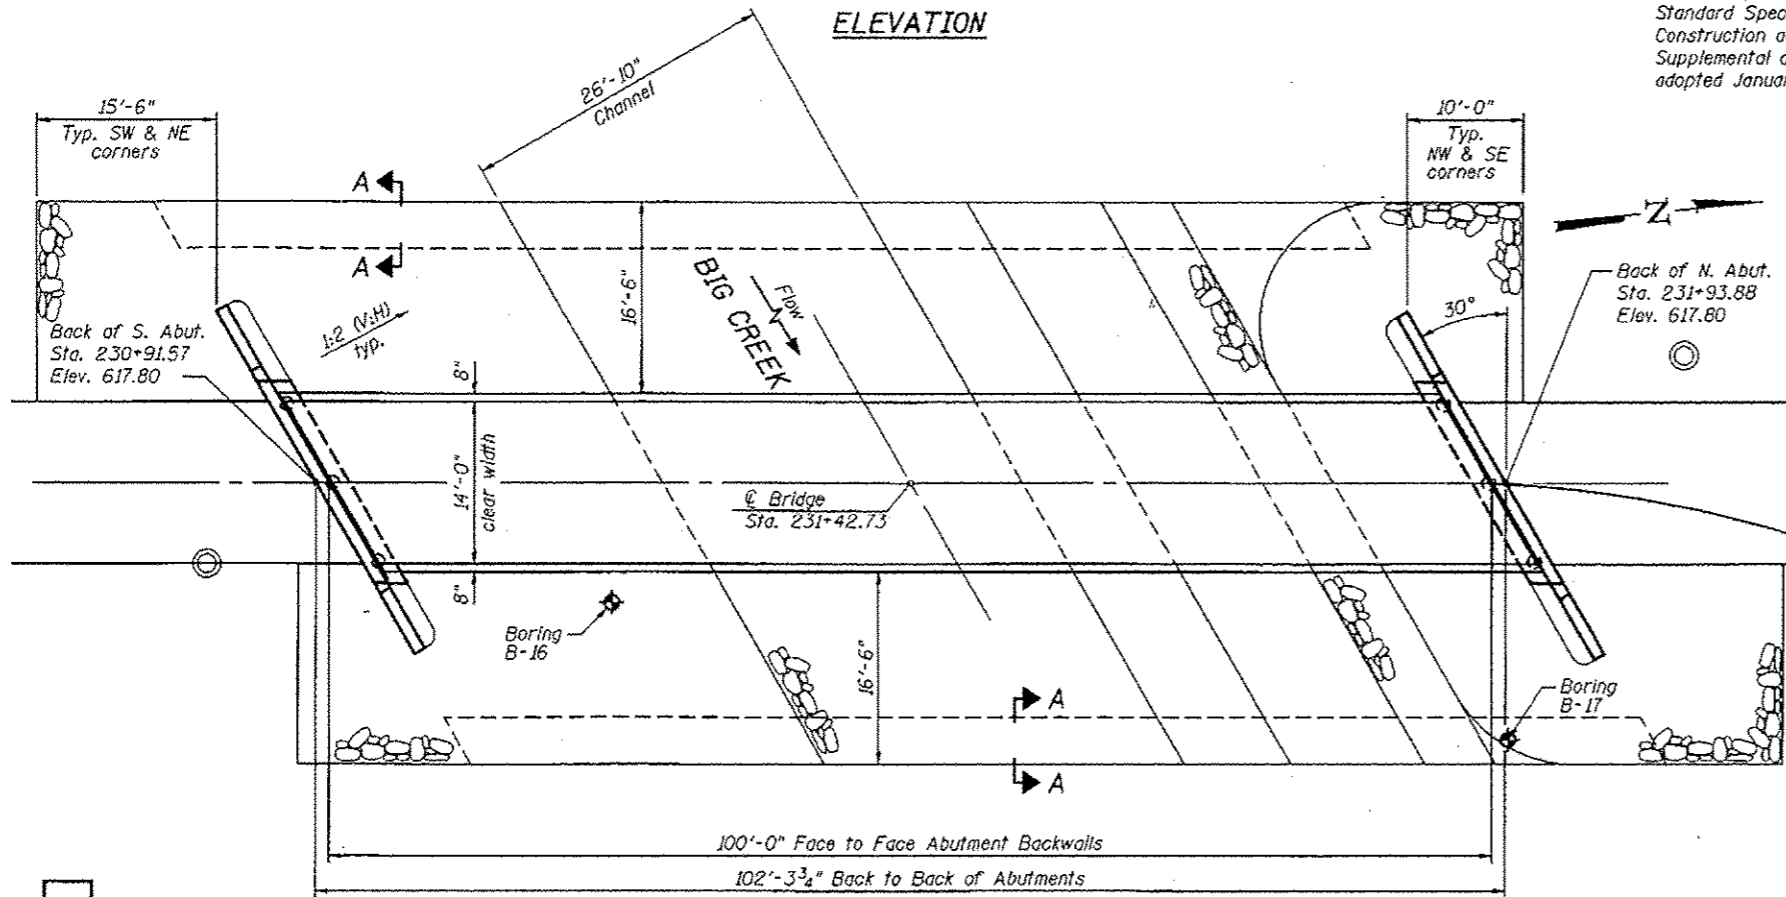 ELEVATION
Standard Spec
Construction a
Supplemental
adopted Janua
15'-6"
Typ. SW & NE
corners
26'-10"
Channel
10'-0"
Typ.
NW & SE
corners
A
A
N
16'-6"
BIG CREEK
Flow
Back of S. Abut.
Sta. 230+91.57
Elev. 617.80
1:2 (V:H)
typ.
30°
Back of N. Abut.
Sta. 231+93.88
Elev. 617.80
8"
14'-0"
clear width
℄ Bridge
Sta. 231+42.73
8"
Boring
B-16
16'-6"
A
A
Boring
B-17
100'-0" Face to Face Abutment Backwalls
102'-3¾" Back to Back of Abutments